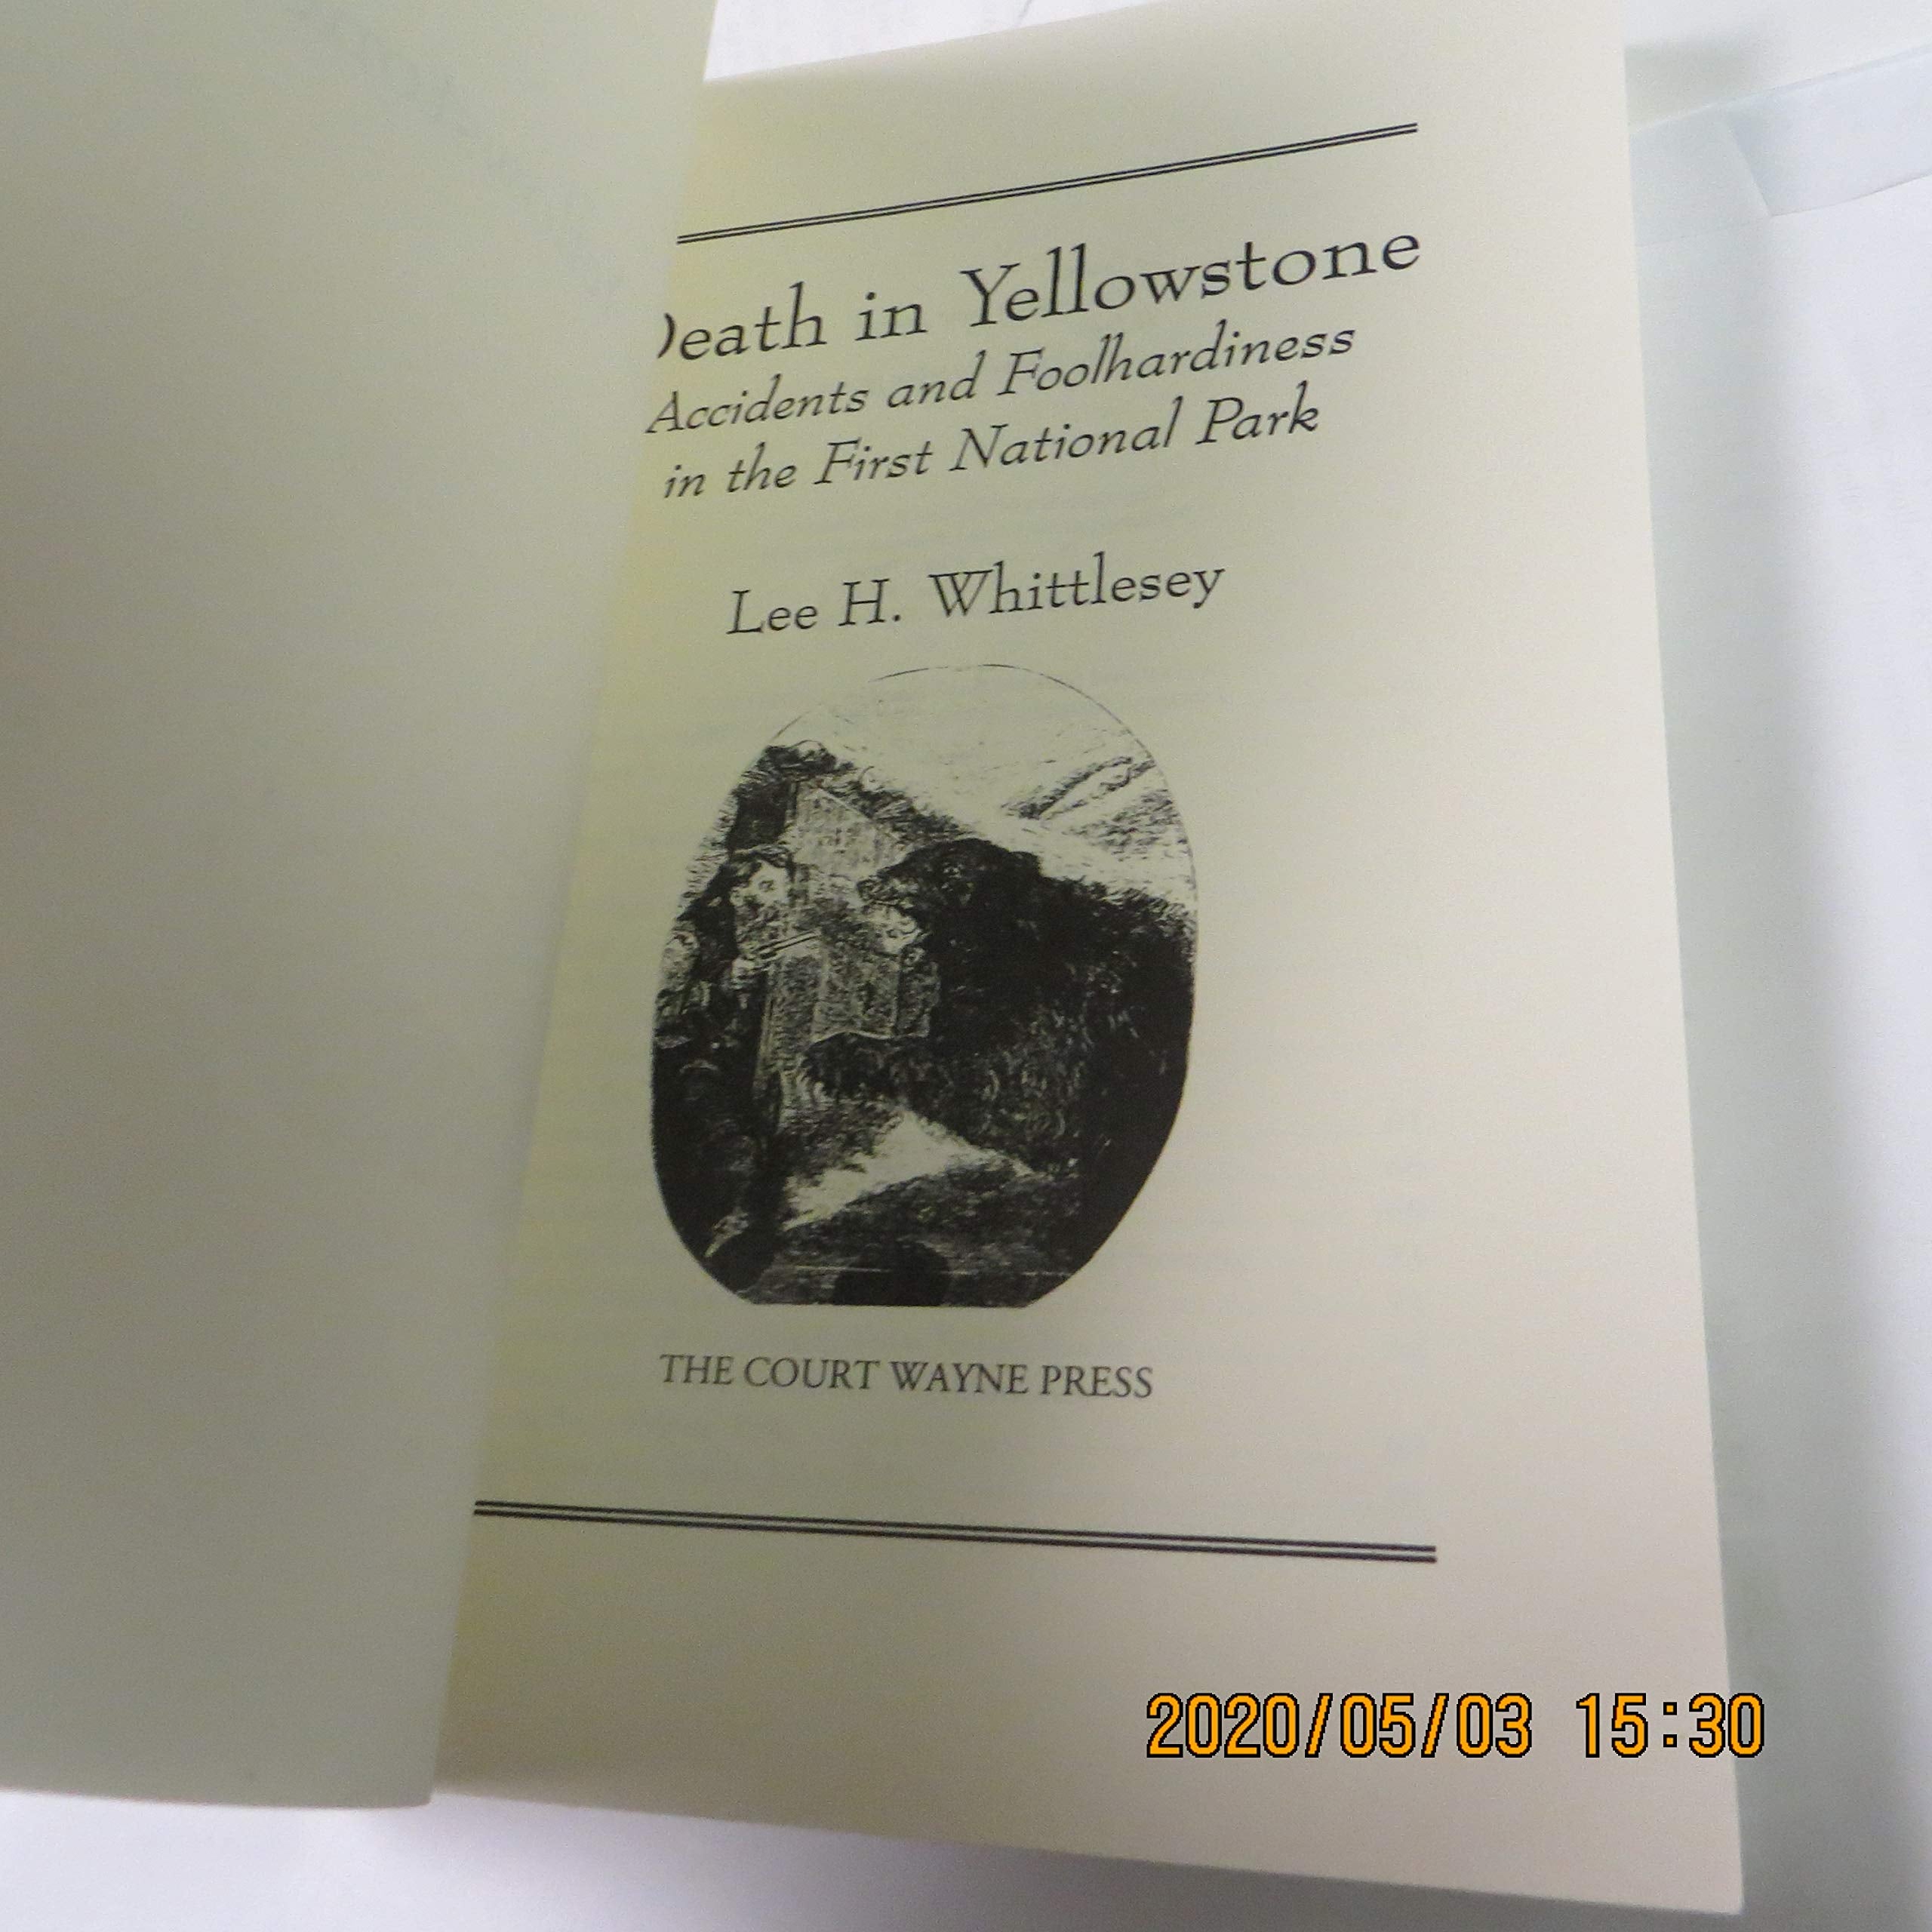 Death in Yellowstone
Accidents and Foolhardiness
in the First National Park
Lee H. Whittlesey
THE COURT WAYNE PRESS
2020/05/03 15:30